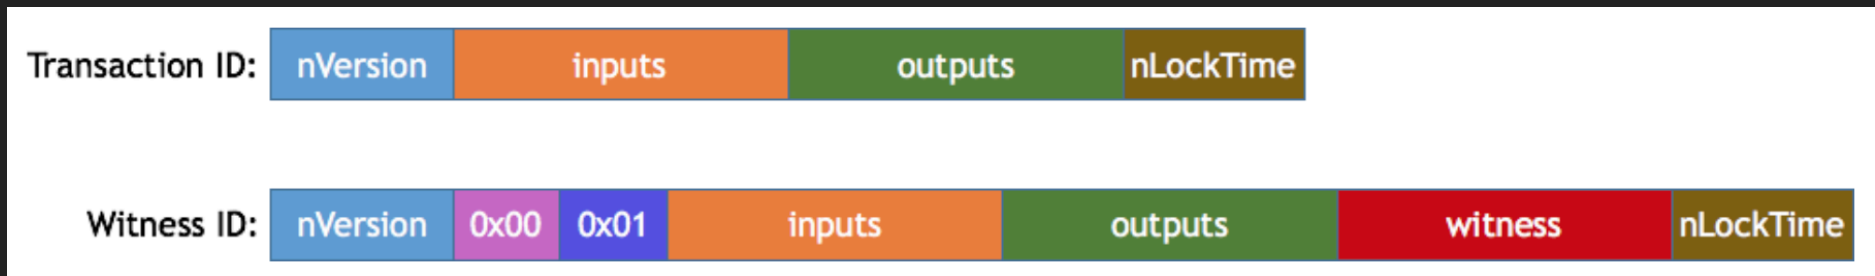 Transaction ID: nVersion inputs outputs nLockTime
Witness ID: nVersion 0x00 0x01 inputs outputs witness nLockTime